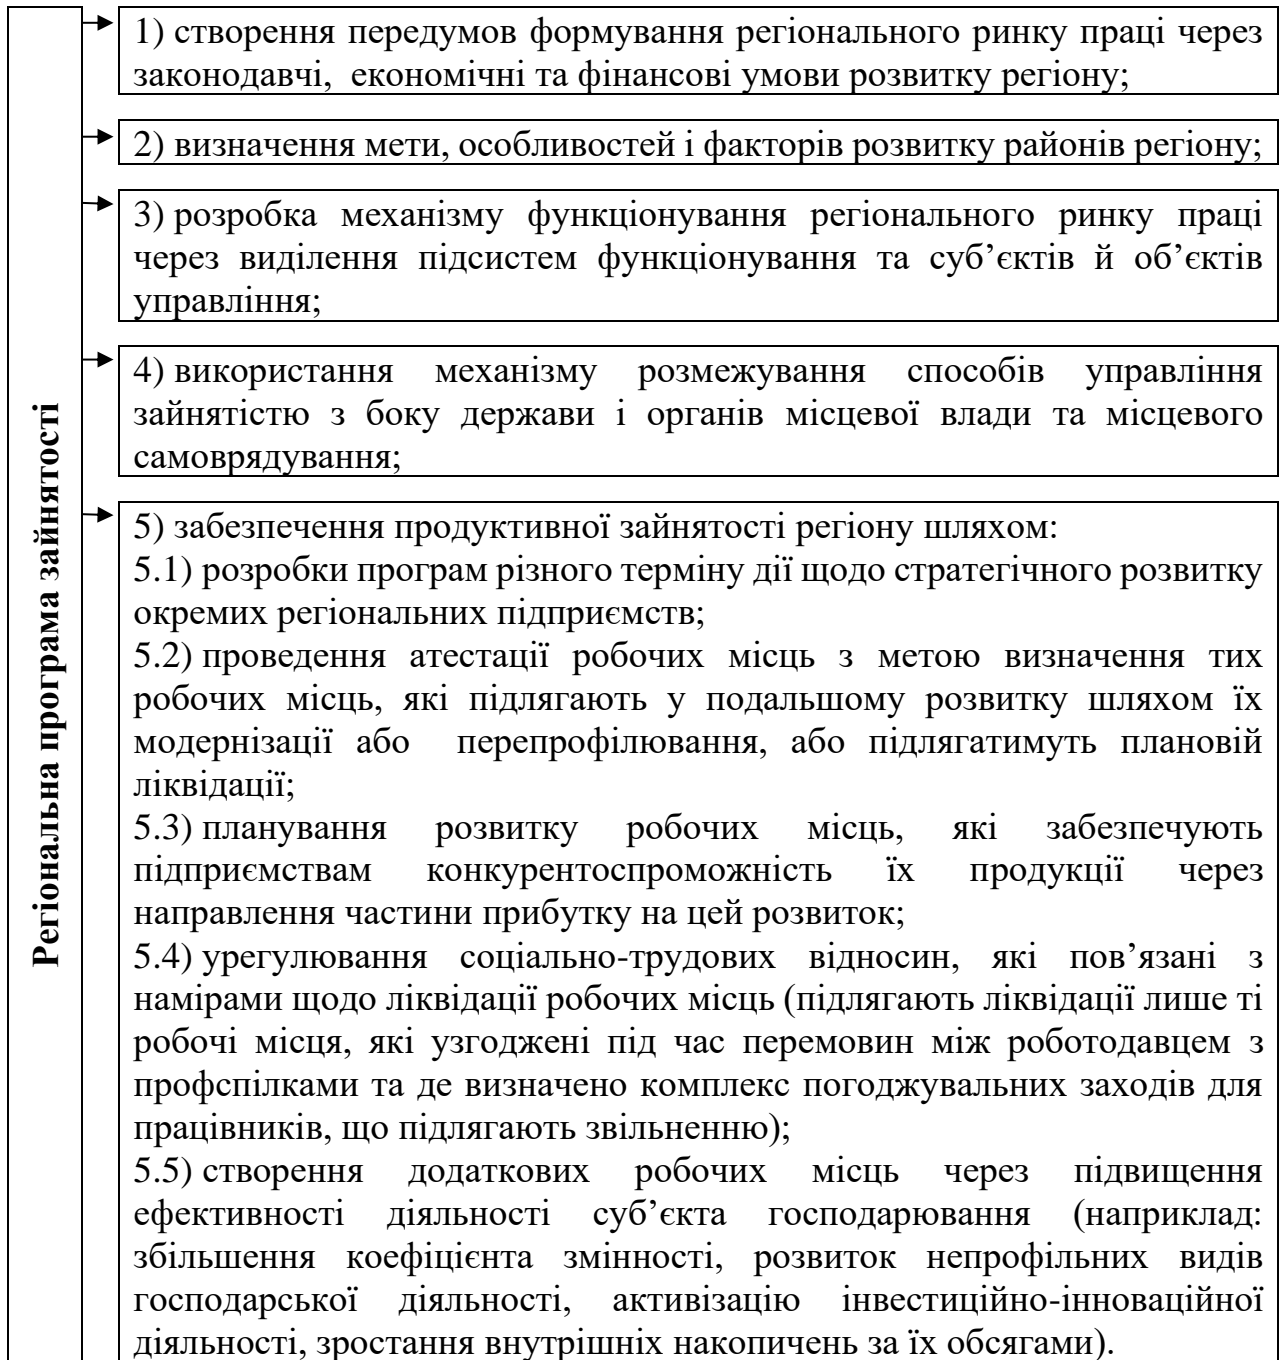 Регіональна програма зайнятості
1) створення передумов формування регіонального ринку праці через
законодавчі, економічні та фінансові умови розвитку регіону;
2) визначення мети, особливостей і факторів розвитку районів регіону;
3) розробка механізму функціонування регіонального ринку праці
через виділення підсистем функціонування та суб’єктів й об’єктів
управління;
4) використання механізму розмежування способів управління
зайнятістю з боку держави і органів місцевої влади та місцевого
самоврядування;
5) забезпечення продуктивної зайнятості регіону шляхом:
5.1) розробки програм різного терміну дії щодо стратегічного розвитку
окремих регіональних підприємств;
5.2) проведення атестації робочих місць з метою визначення тих
робочих місць, які підлягають у подальшому розвитку шляхом їх
модернізації або перепрофілювання, або підлягатимуть плановій
ліквідації;
5.3) планування розвитку робочих місць, які забезпечують
підприємствам конкурентоспроможність їх продукції через
направлення частини прибутку на цей розвиток;
5.4) урегулювання соціально-трудових відносин, які пов’язані з
намірами щодо ліквідації робочих місць (підлягають ліквідації лише ті
робочі місця, які узгоджені під час перемовин між роботодавцем з
профспілками та де визначено комплекс погоджувальних заходів для
працівників, що підлягають звільненню);
5.5) створення додаткових робочих місць через підвищення
ефективності діяльності суб’єкта господарювання (наприклад:
збільшення коефіцієнта змінності, розвиток непрофільних видів
господарської діяльності, активізацію інвестиційно-інноваційної
діяльності, зростання внутрішніх накопичень за їх обсягами).